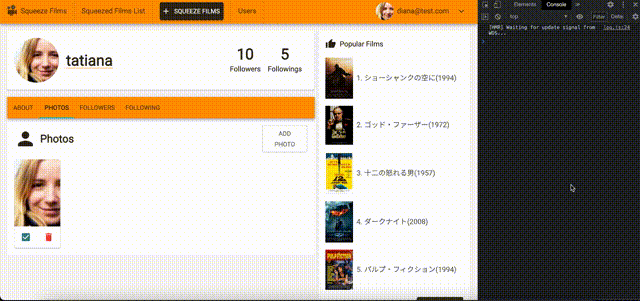 Squeeze Films
Squeezed Films List
+ SQUEEZE FILMS
Users
diana@test.com
tatiana
10
Followers
5
Followings
ABOUT
PHOTOS
FOLLOWERS
FOLLOWING
Photos
ADD
PHOTO
Popular Films
1. ショーシャンクの空に(1994)
2. ゴッド・ファーザー(1972)
3. 十二の怒れる男(1957)
4. ダークナイト(2008)
5. パルプ・フィクション(1994)
Elements
Console
top
Filter
Defau
[HMR] Waiting for update signal from
WDS...
log.js:24